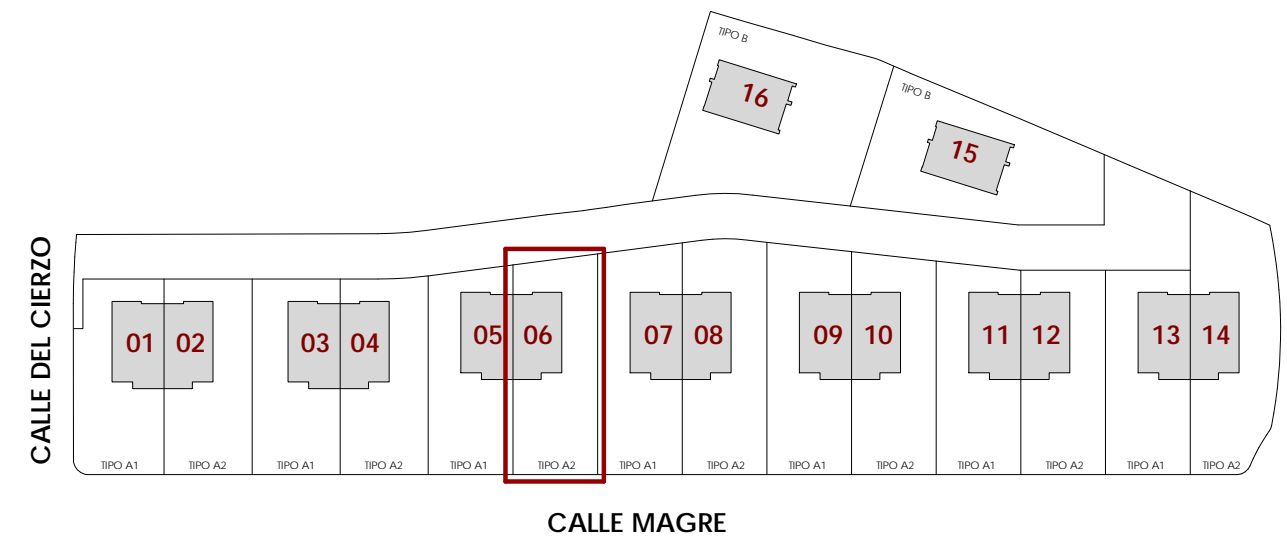 TIPO B
16
TIPO B
15
CALLE DEL CIERZO
01 02 03 04 05 06 07 08 09 10 11 12 13 14
TIPO A1 TIPO A2 TIPO A1 TIPO A2 TIPO A1 TIPO A2 TIPO A1 TIPO A2 TIPO A1 TIPO A2 TIPO A1 TIPO A2 TIPO A1 TIPO A2
CALLE MAGRE